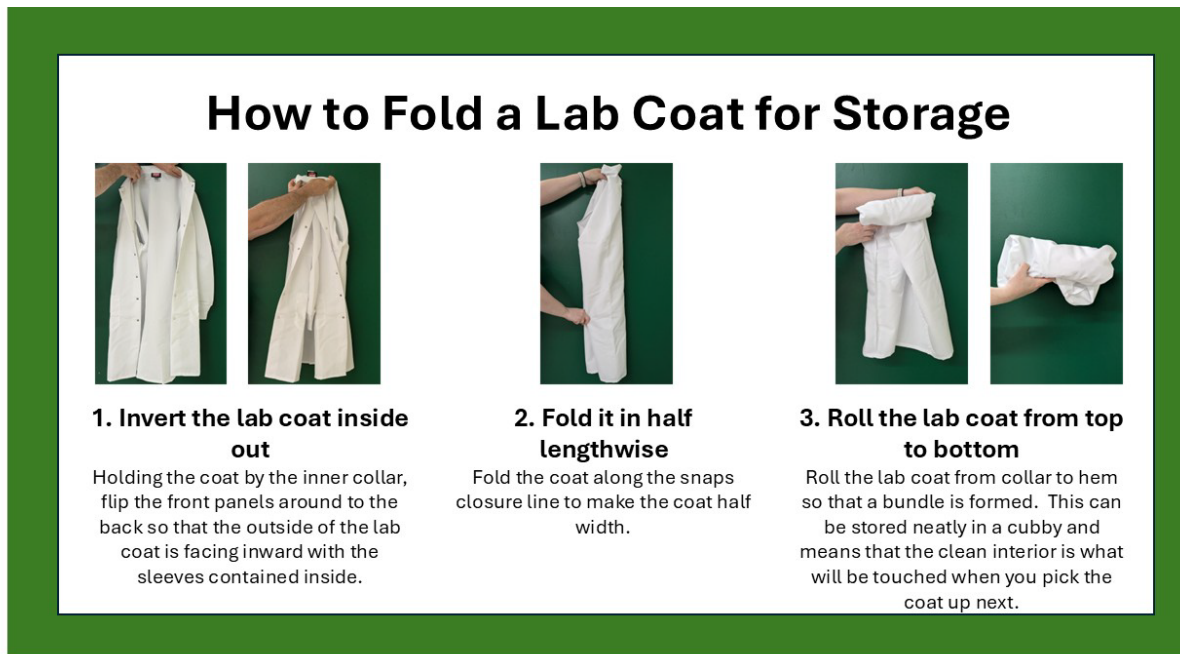 How to Fold a Lab Coat for Storage
1. Invert the lab coat inside
out
Holding the coat by the inner collar,
flip the front panels around to the
back so that the outside of the lab
coat is facing inward with the
sleeves contained inside.
2. Fold it in half
lengthwise
Fold the coat along the snaps
closure line to make the coat half
width.
3. Roll the lab coat from top
to bottom
Roll the lab coat from collar to hem
so that a bundle is formed.  This can
be stored neatly in a cubby and
means that the clean interior is what
will be touched when you pick the
coat up next.